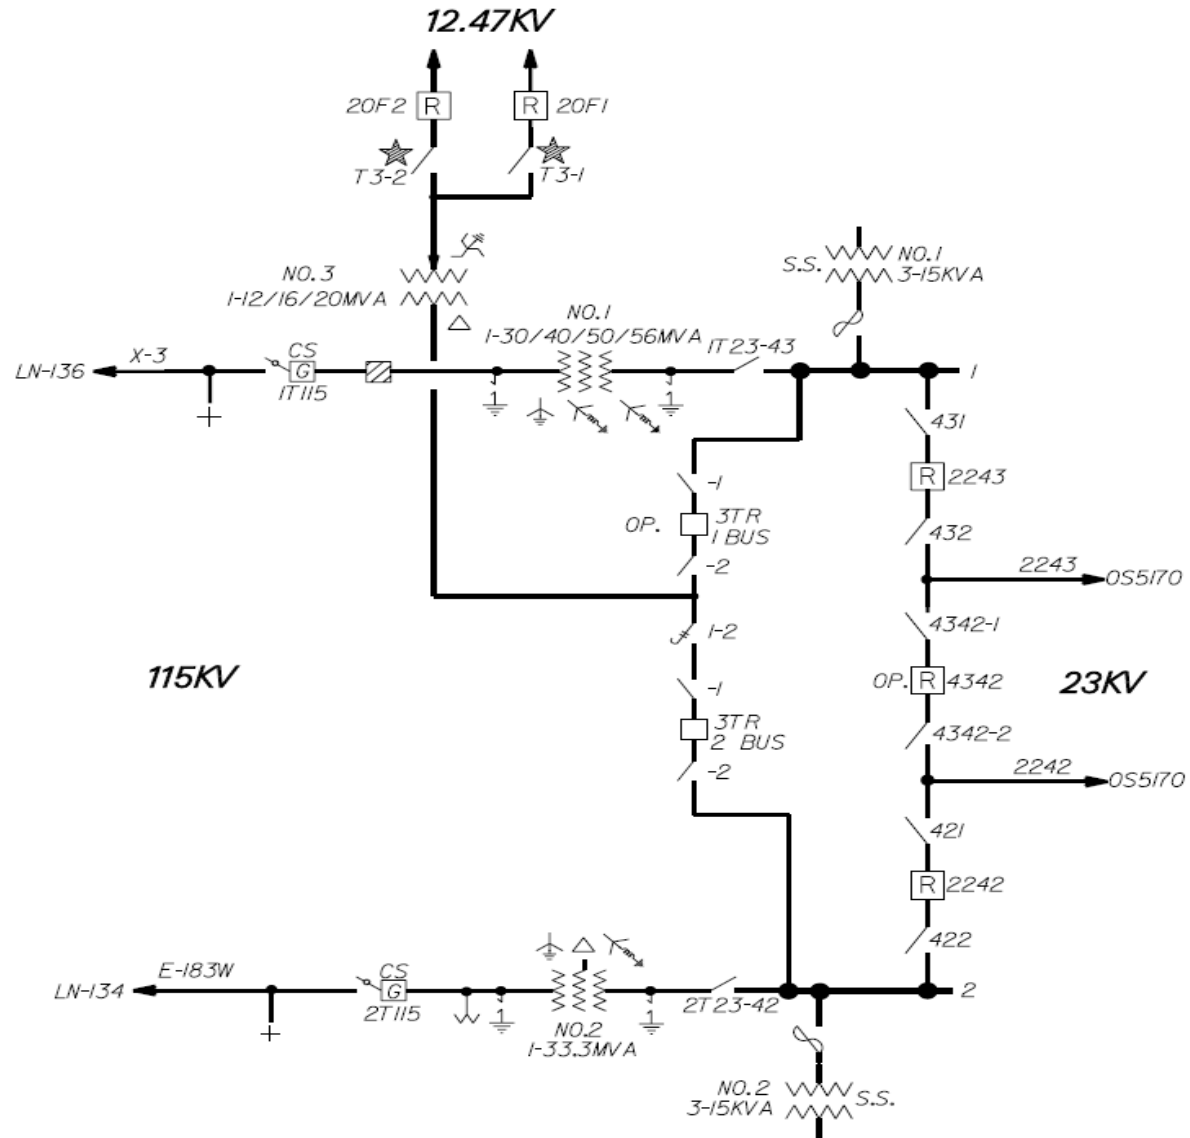 12.47KV
20F2
R
R
20F1
T3-2
T3-1
NO.3
1-12/16/20MVA
NO.1
1-30/40/50/56MVA
S.S.
NO.1
3-15KVA
LN-136
X-3
CS
G
1T115
1T23-43
1
431
R
2243
432
2243
OS5170
-1
OP.
3TR
1 BUS
-2
1-2
4342-1
115KV
OP.
R
4342
23KV
-1
3TR
2 BUS
-2
4342-2
2242
OS5170
421
R
2242
422
LN-134
E-183W
CS
G
2T115
NO.2
1-33.3MVA
2T23-42
2
NO.2
3-15KVA
S.S.